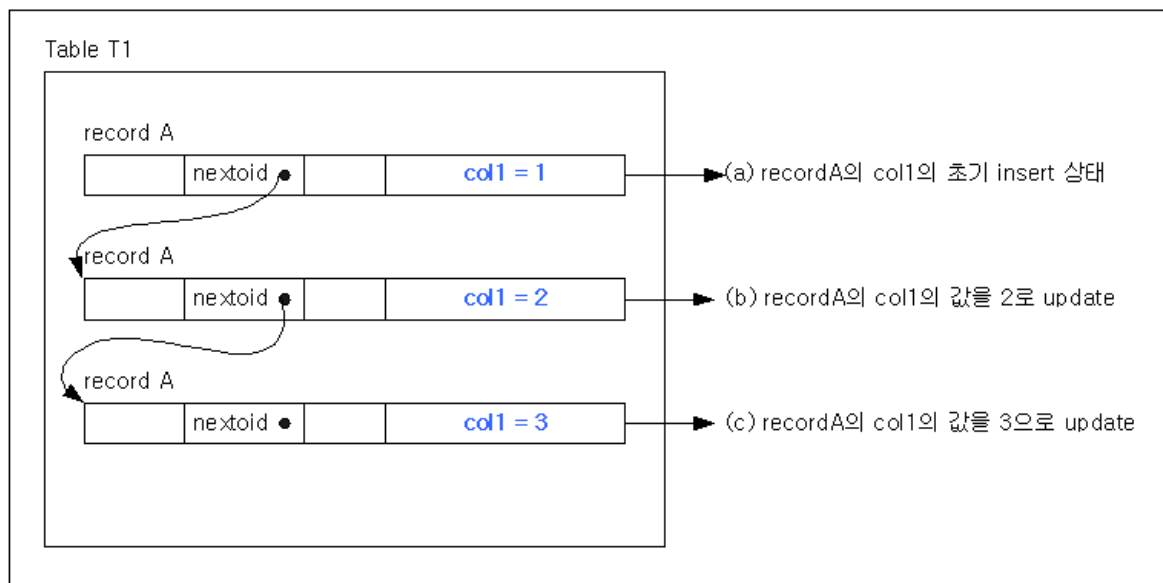 Table T1
record A
nextoid col1 = 1 (a) recordA의 col1의 초기 insert 상태
record A
nextoid col1 = 2 (b) recordA의 col1의 값을 2로 update
record A
nextoid col1 = 3 (c) recordA의 col1의 값을 3으로 update